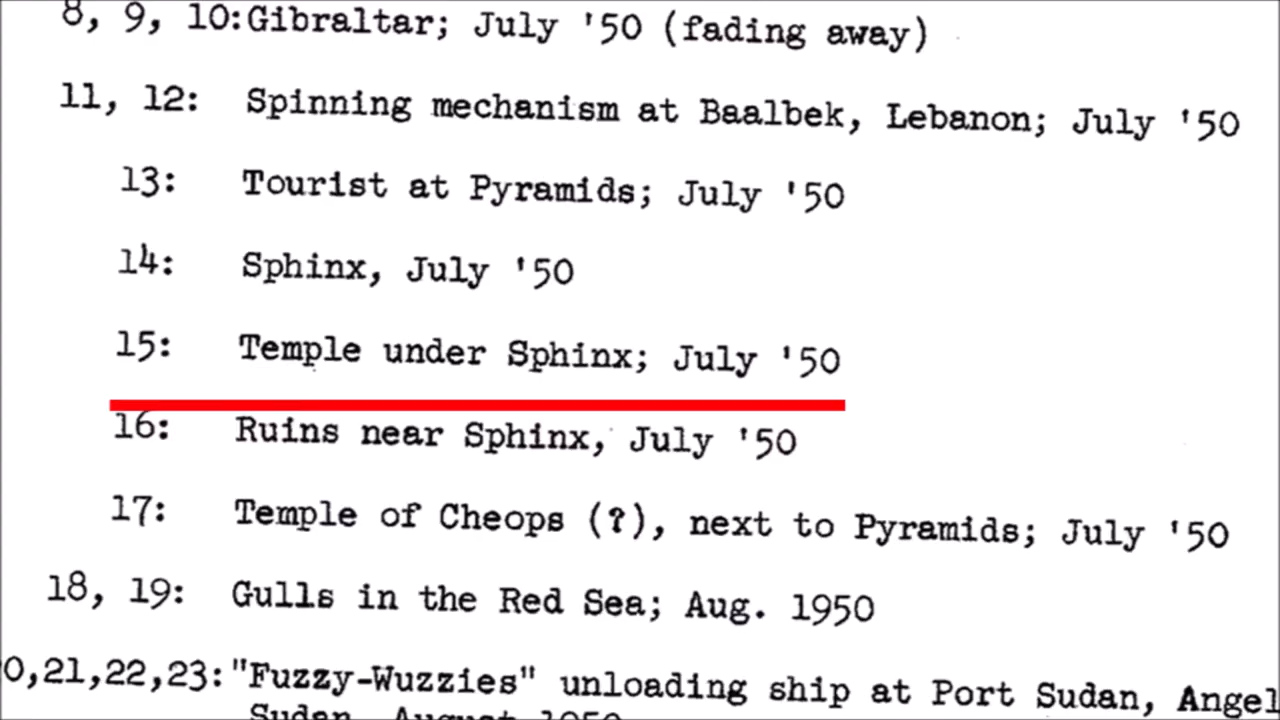 8, 9, 10:Gibraltar; July '50 (fading away)
11, 12: Spinning mechanism at Baalbek, Lebanon; July '50
13: Tourist at Pyramids; July '50
14: Sphinx, July '50
15: Temple under Sphinx; July '50
16: Ruins near Sphinx, July '50
17: Temple of Cheops (?), next to Pyramids; July '50
18, 19: Gulls in the Red Sea; Aug. 1950
0,21,22,23:"Fuzzy-Wuzzies" unloading ship at Port Sudan, Angel
Sudan, August 1950